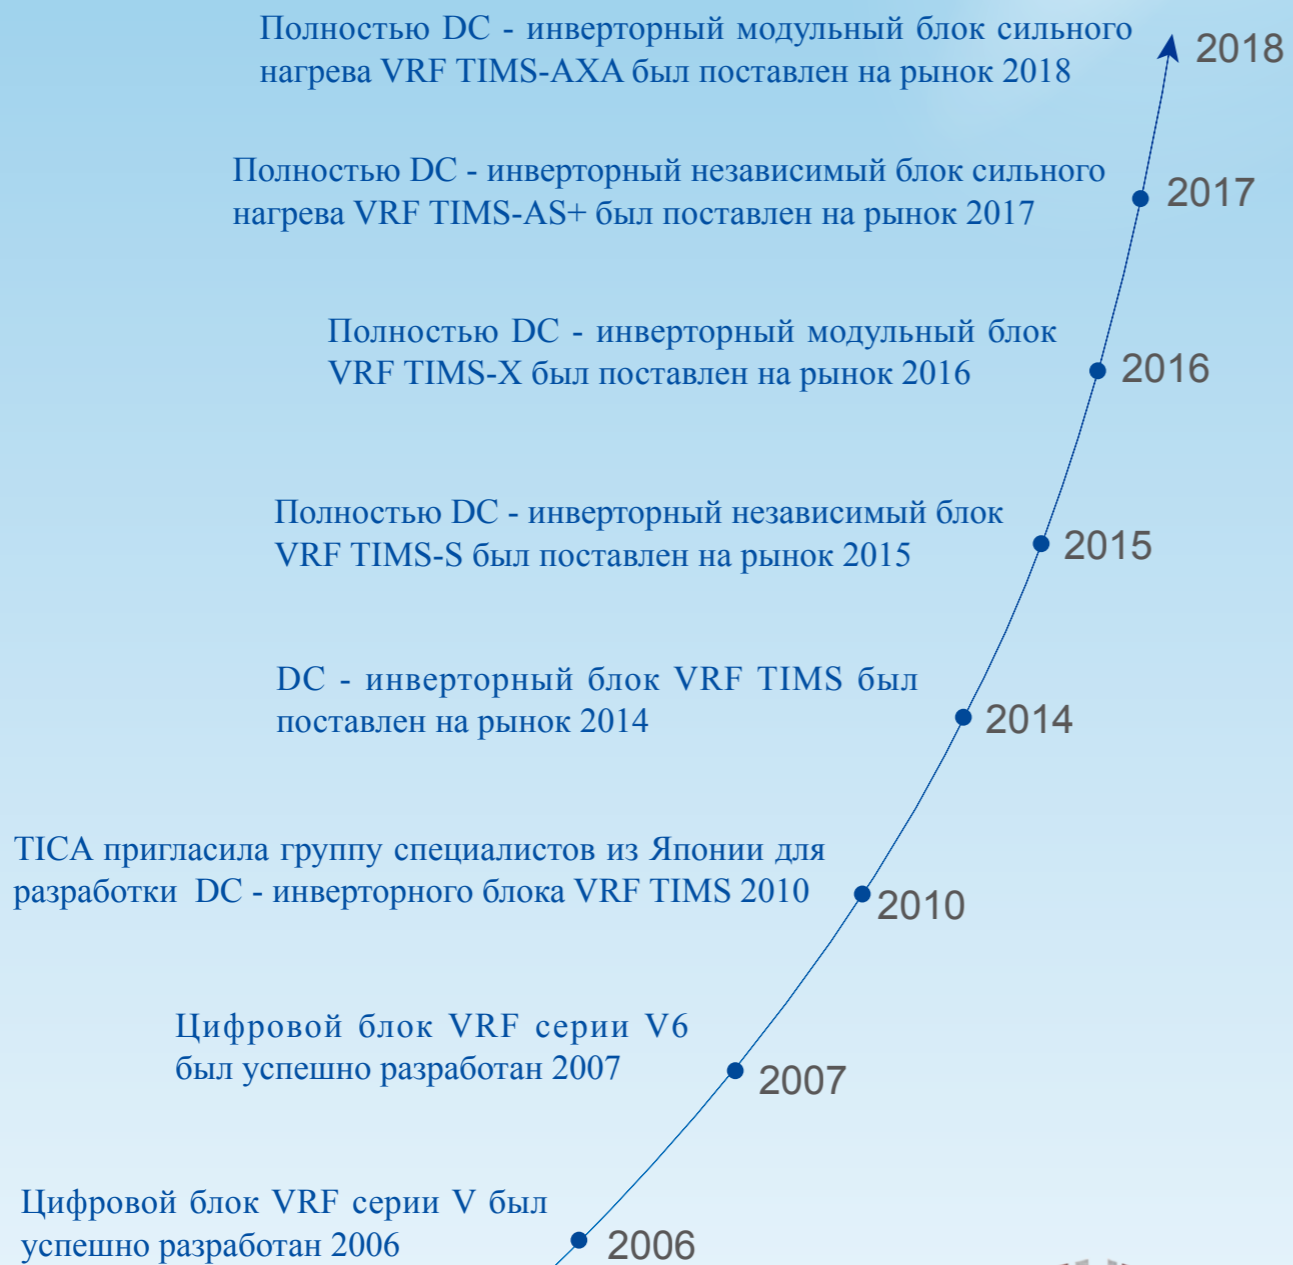 Полностью DC - инверторный модульный блок сильного
нагрева VRF TIMS-AXA был поставлен на рынок 2018
2018
Полностью DC - инверторный независимый блок сильного
нагрева VRF TIMS-AS+ был поставлен на рынок 2017
2017
Полностью DC - инверторный модульный блок
VRF TIMS-X был поставлен на рынок 2016
2016
Полностью DC - инверторный независимый блок
VRF TIMS-S был поставлен на рынок 2015
2015
DC - инверторный блок VRF TIMS был
поставлен на рынок 2014
2014
TICA пригласила группу специалистов из Японии для
разработки DC - инверторного блока VRF TIMS 2010
2010
Цифровой блок VRF серии V6
был успешно разработан 2007
2007
Цифровой блок VRF серии V был
успешно разработан 2006
2006